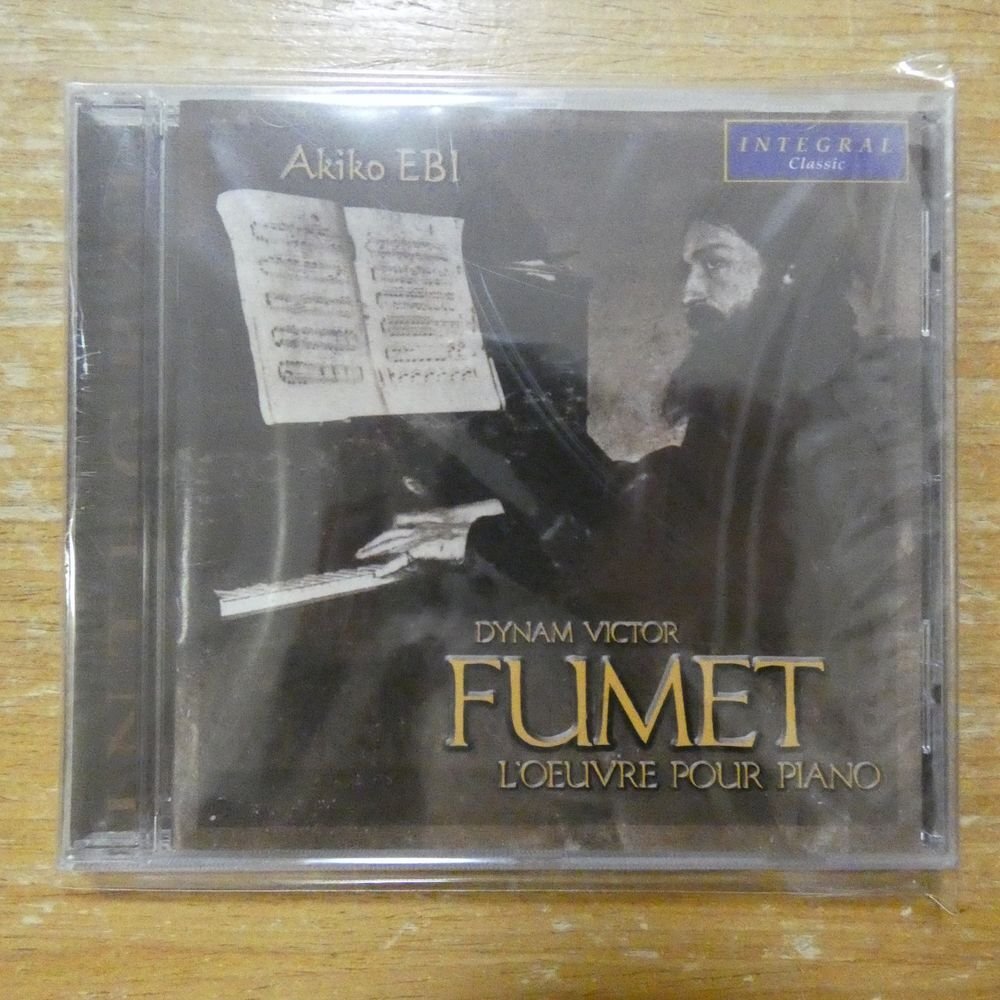 Akiko EBI
INTEGRAL
Classic
DYNAM VICTOR
FUMET
L'OEUVRE POUR PIANO